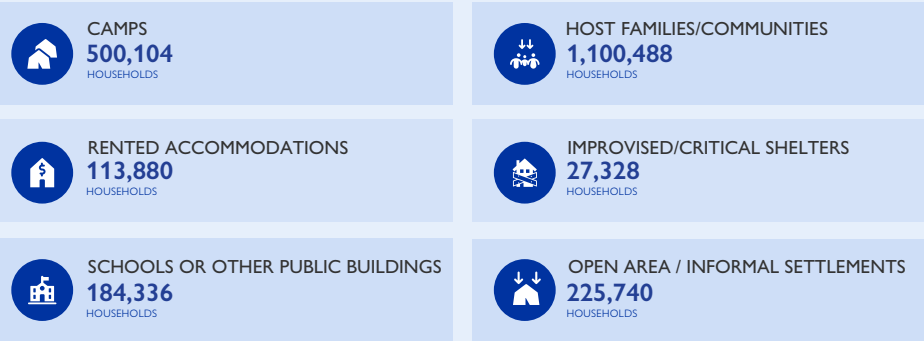 CAMPS
500,104
HOUSEHOLDS
HOST FAMILIES/COMMUNITIES
1,100,488
HOUSEHOLDS
RENTED ACCOMMODATIONS
113,880
HOUSEHOLDS
IMPROVISED/CRITICAL SHELTERS
27,328
HOUSEHOLDS
SCHOOLS OR OTHER PUBLIC BUILDINGS
184,336
HOUSEHOLDS
OPEN AREA / INFORMAL SETTLEMENTS
225,740
HOUSEHOLDS